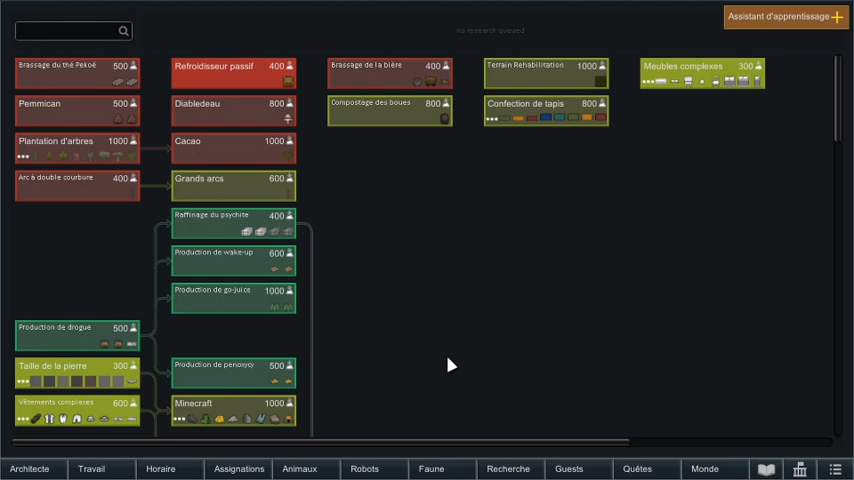 Assistant d'apprentissage
no research queued
Brassage du thé Pekoë 500
Refroidisseur passif 400
Brassage de la bière 400
Terrain Rehabilitation 1000
Meubles complexes 300
Pemmican 500
Diabledeau 800
Compostage des boues 800
Confection de tapis 800
Plantation d'arbres 1000
Cacao 1000
Arc à double courbure 400
Grands arcs 600
Raffinage du psychite 400
Production de wake-up 600
Production de go-juice 1000
Production de drogue 500
Production de penoxycy 500
Taille de la pierre 300
Vêtements complexes 600
Minecraft 1000
Architecte Travail Horaire Assignations Animaux Robots Faune Recherche Guests Quêtes Monde